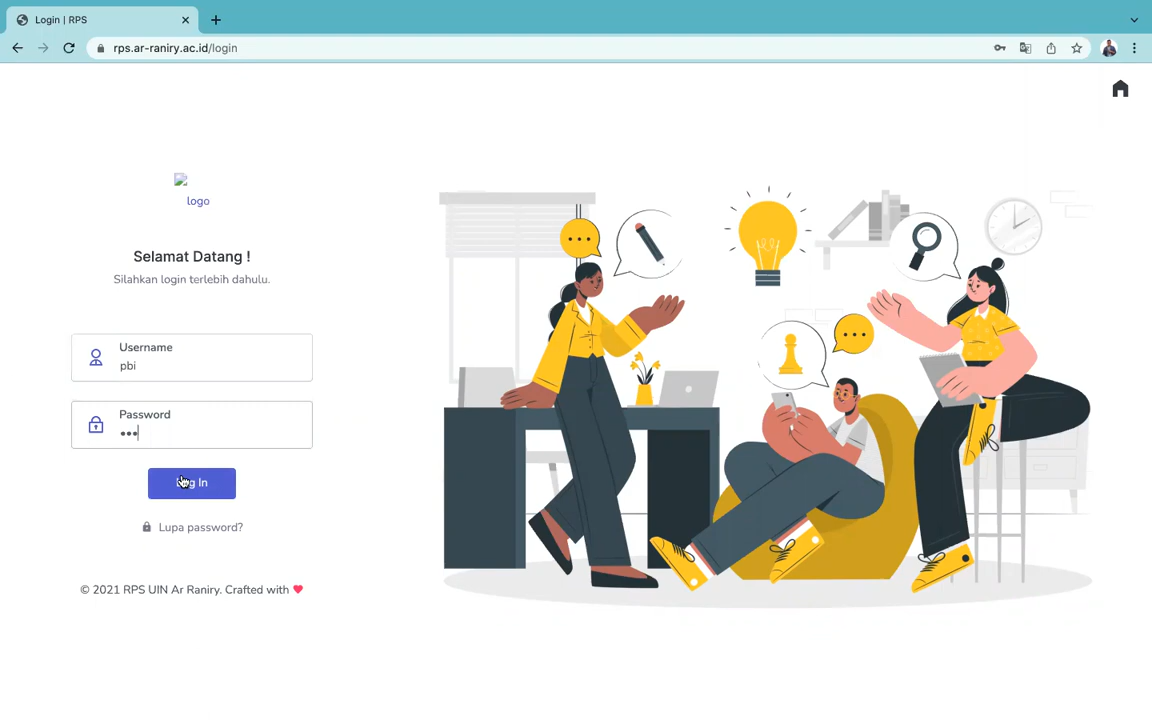 Login | RPS
rps.ar-raniry.ac.id/login
logo
Selamat Datang !
Silahkan login terlebih dahulu.
Username
pbi
Password
•••
Log In
Lupa password?
© 2021 RPS UIN Ar Raniry. Crafted with ❤